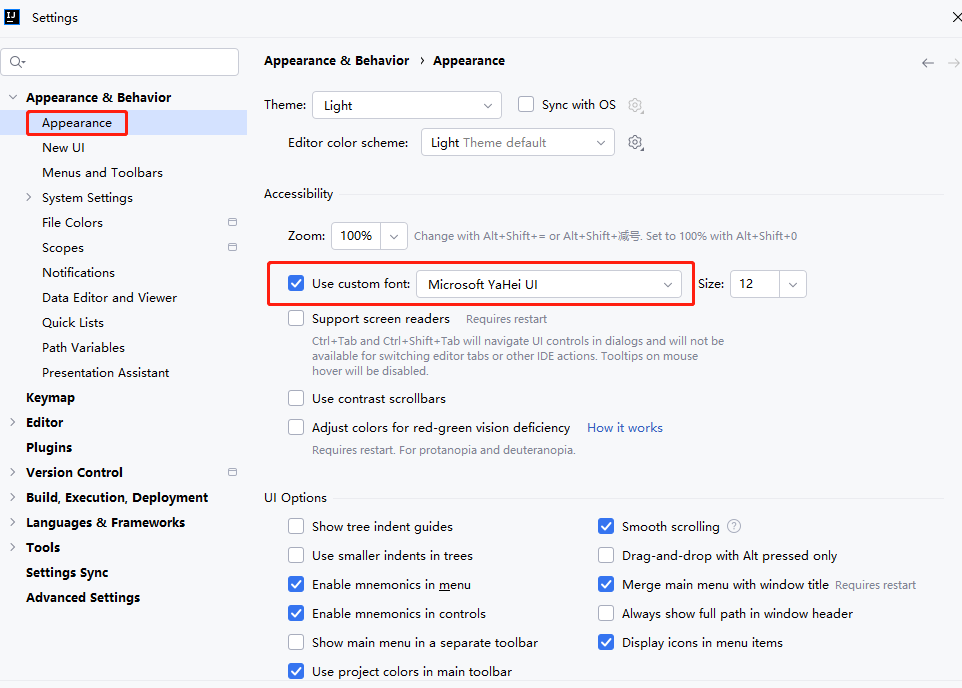 Settings
Appearance & Behavior
Appearance
New UI
Menus and Toolbars
System Settings
File Colors
Scopes
Notifications
Data Editor and Viewer
Quick Lists
Path Variables
Presentation Assistant
Keymap
Editor
Plugins
Version Control
Build, Execution, Deployment
Languages & Frameworks
Tools
Settings Sync
Advanced Settings
Appearance & Behavior › Appearance
Theme: Light Sync with OS
Editor color scheme: Light Theme default
Accessibility
Zoom: 100% Change with Alt+Shift+= or Alt+Shift+减号. Set to 100% with Alt+Shift+0
Use custom font: Microsoft YaHei UI Size: 12
Support screen readers Requires restart
Ctrl+Tab and Ctrl+Shift+Tab will navigate UI controls in dialogs and will not be
available for switching editor tabs or other IDE actions. Tooltips on mouse
hover will be disabled.
Use contrast scrollbars
Adjust colors for red-green vision deficiency How it works
Requires restart. For protanopia and deuteranopia.
UI Options
Show tree indent guides Smooth scrolling ?
Use smaller indents in trees Drag-and-drop with Alt pressed only
Enable mnemonics in menu Merge main menu with window title Requires restart
Enable mnemonics in controls Always show full path in window header
Show main menu in a separate toolbar Display icons in menu items
Use project colors in main toolbar